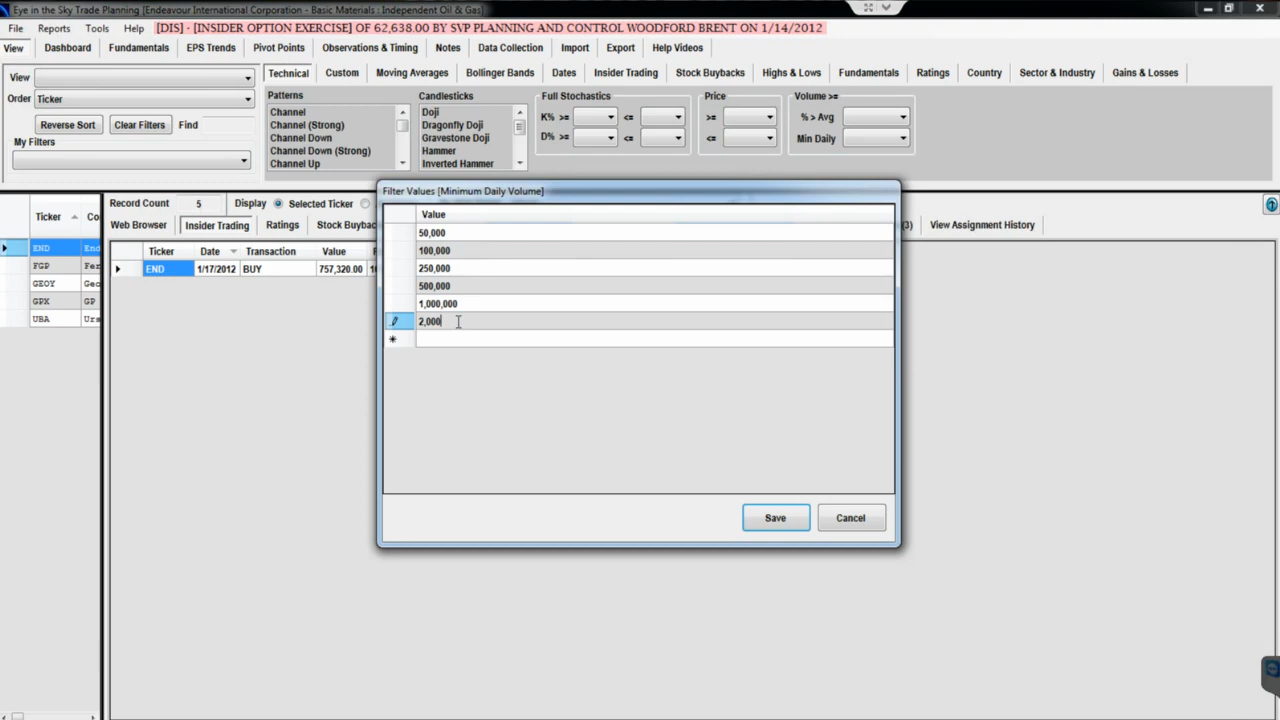 Eye in the Sky Trade Planning [Endeavour International Corporation - Basic Materials : Independent Oil & Gas]
File Reports Tools Help [DIS] - [INSIDER OPTION EXERCISE] OF 62,638.00 BY SVP PLANNING AND CONTROL WOODFORD BRENT ON 1/14/2012
View Dashboard Fundamentals EPS Trends Pivot Points Observations & Timing Notes Data Collection Import Export Help Videos
View
Order Ticker
Reverse Sort Clear Filters Find
My Filters
Technical Custom Moving Averages Bollinger Bands Dates Insider Trading Stock Buybacks Highs & Lows Fundamentals Ratings Country Sector & Industry Gains & Losses
Patterns
Channel
Channel (Strong)
Channel Down
Channel Down (Strong)
Channel Up
Candlesticks
Doji
Dragonfly Doji
Gravestone Doji
Hammer
Inverted Hammer
Full Stochastics
K% >= <=
D% >= <=
Price
>=
<=
Volume >=
% > Avg
Min Daily
Ticker
END
FGP
GEOY
GPX GP
UBA
Record Count 5 Display Selected Ticker
Web Browser Insider Trading Ratings Stock Buyback (3) View Assignment History
Ticker Date Transaction Value
END 1/17/2012 BUY 757,320.00
Filter Values [Minimum Daily Volume]
Value
50,000
100,000
250,000
500,000
1,000,000
2,000
Save Cancel